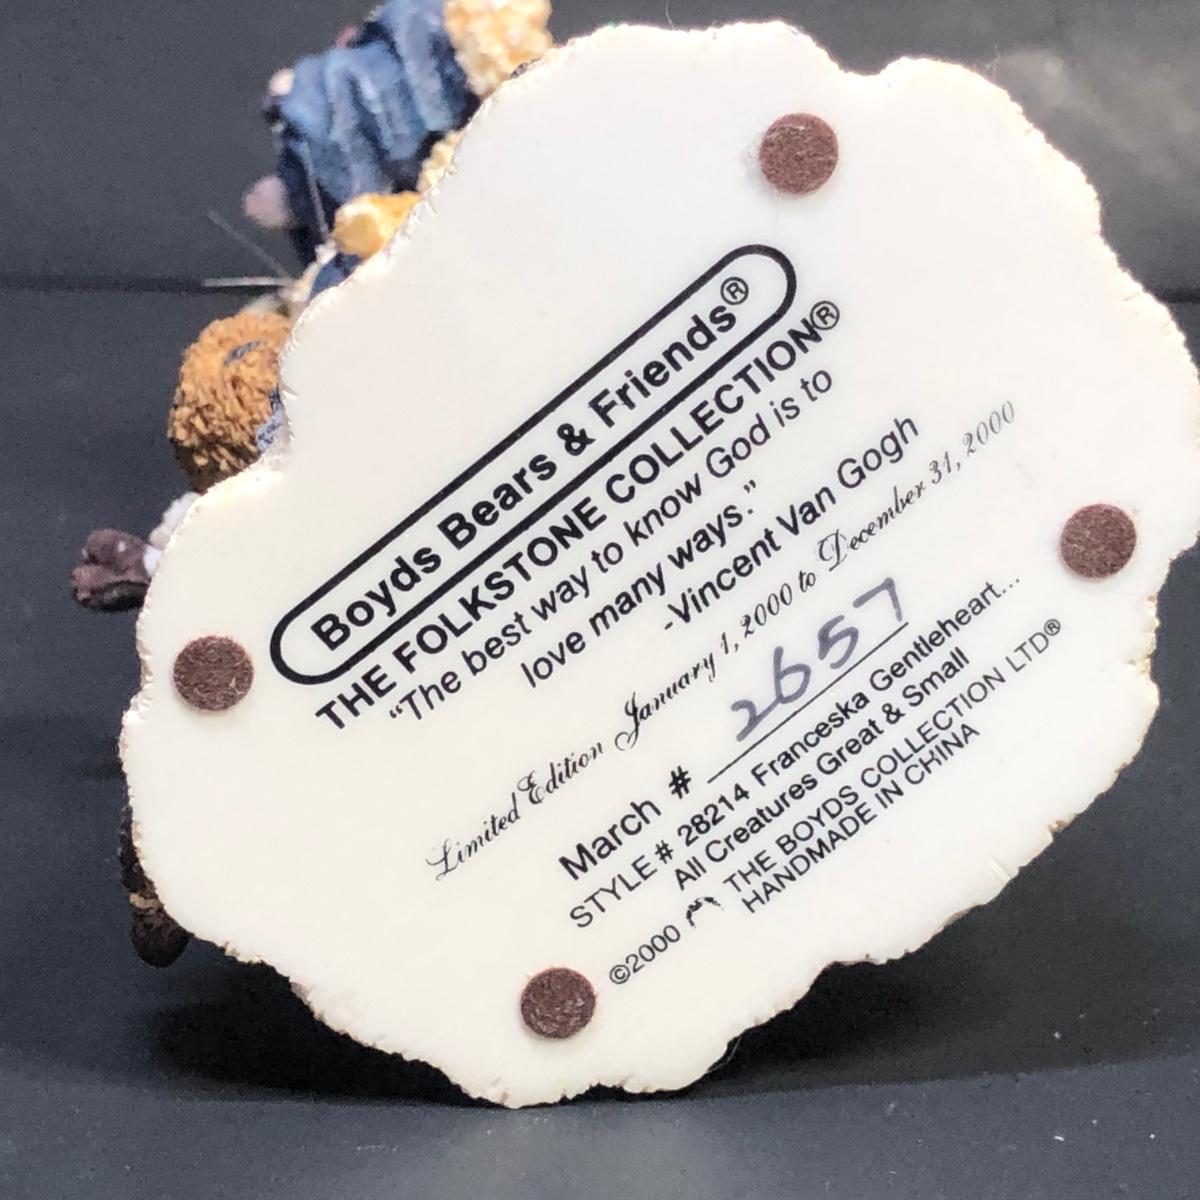 Boyds Bears & Friends®
THE FOLKSTONE COLLECTION®
“The best way to know God is to
love many ways.”
-Vincent Van Gogh
Limited Edition January 1, 2000 to December 31, 2000
March # 2657
STYLE # 28214 Franceska Gentleheart...
All Creatures Great & Small
©2000 THE BOYDS COLLECTION LTD®
HANDMADE IN CHINA